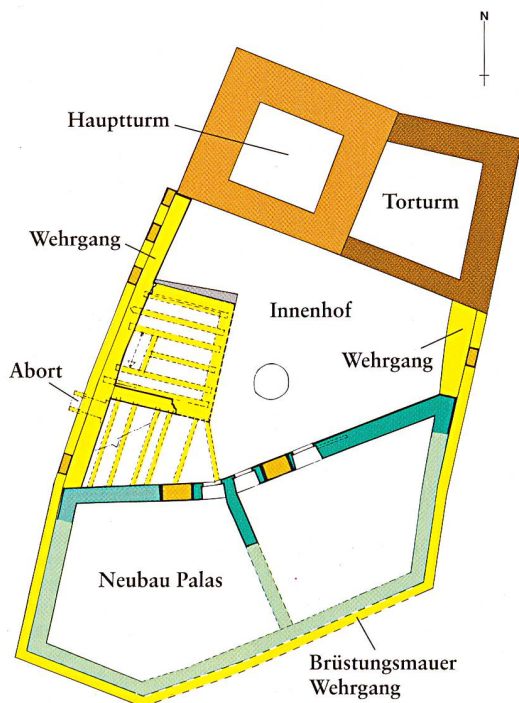 N
Hauptturm
Torturm
Wehrgang
Innenhof
Wehrgang
Abort
Neubau Palas
Brüstungsmauer
Wehrgang